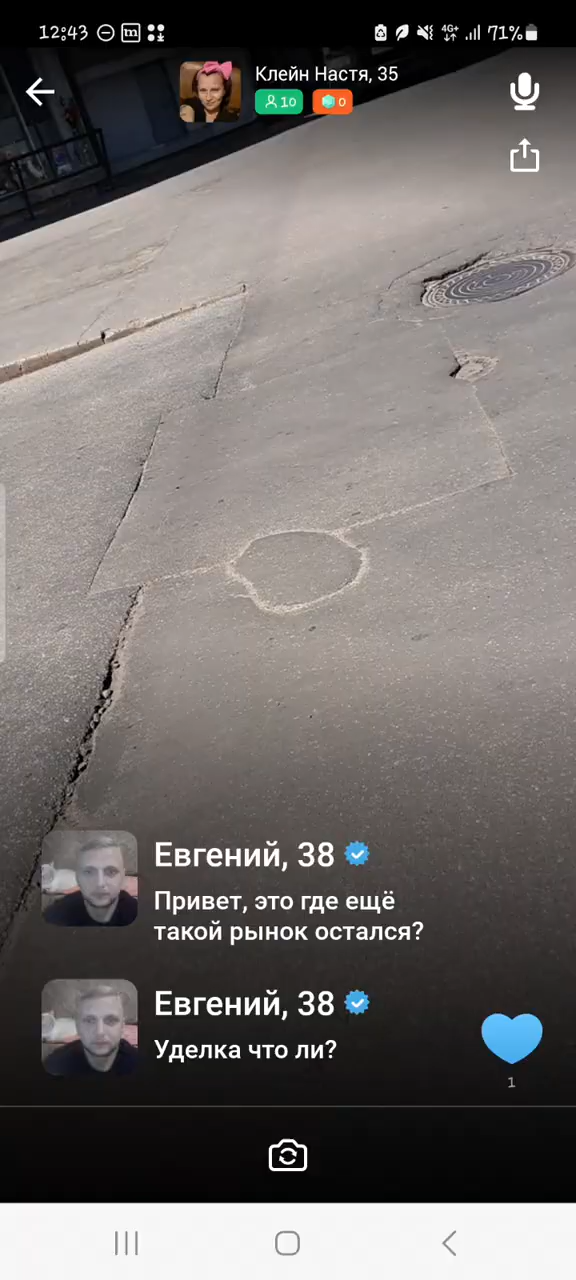 12:43
m
4G+
71%
Клейн Настя, 35
10
0
Евгений, 38
Привет, это где ещё
такой рынок остался?
Евгений, 38
Уделка что ли?
1